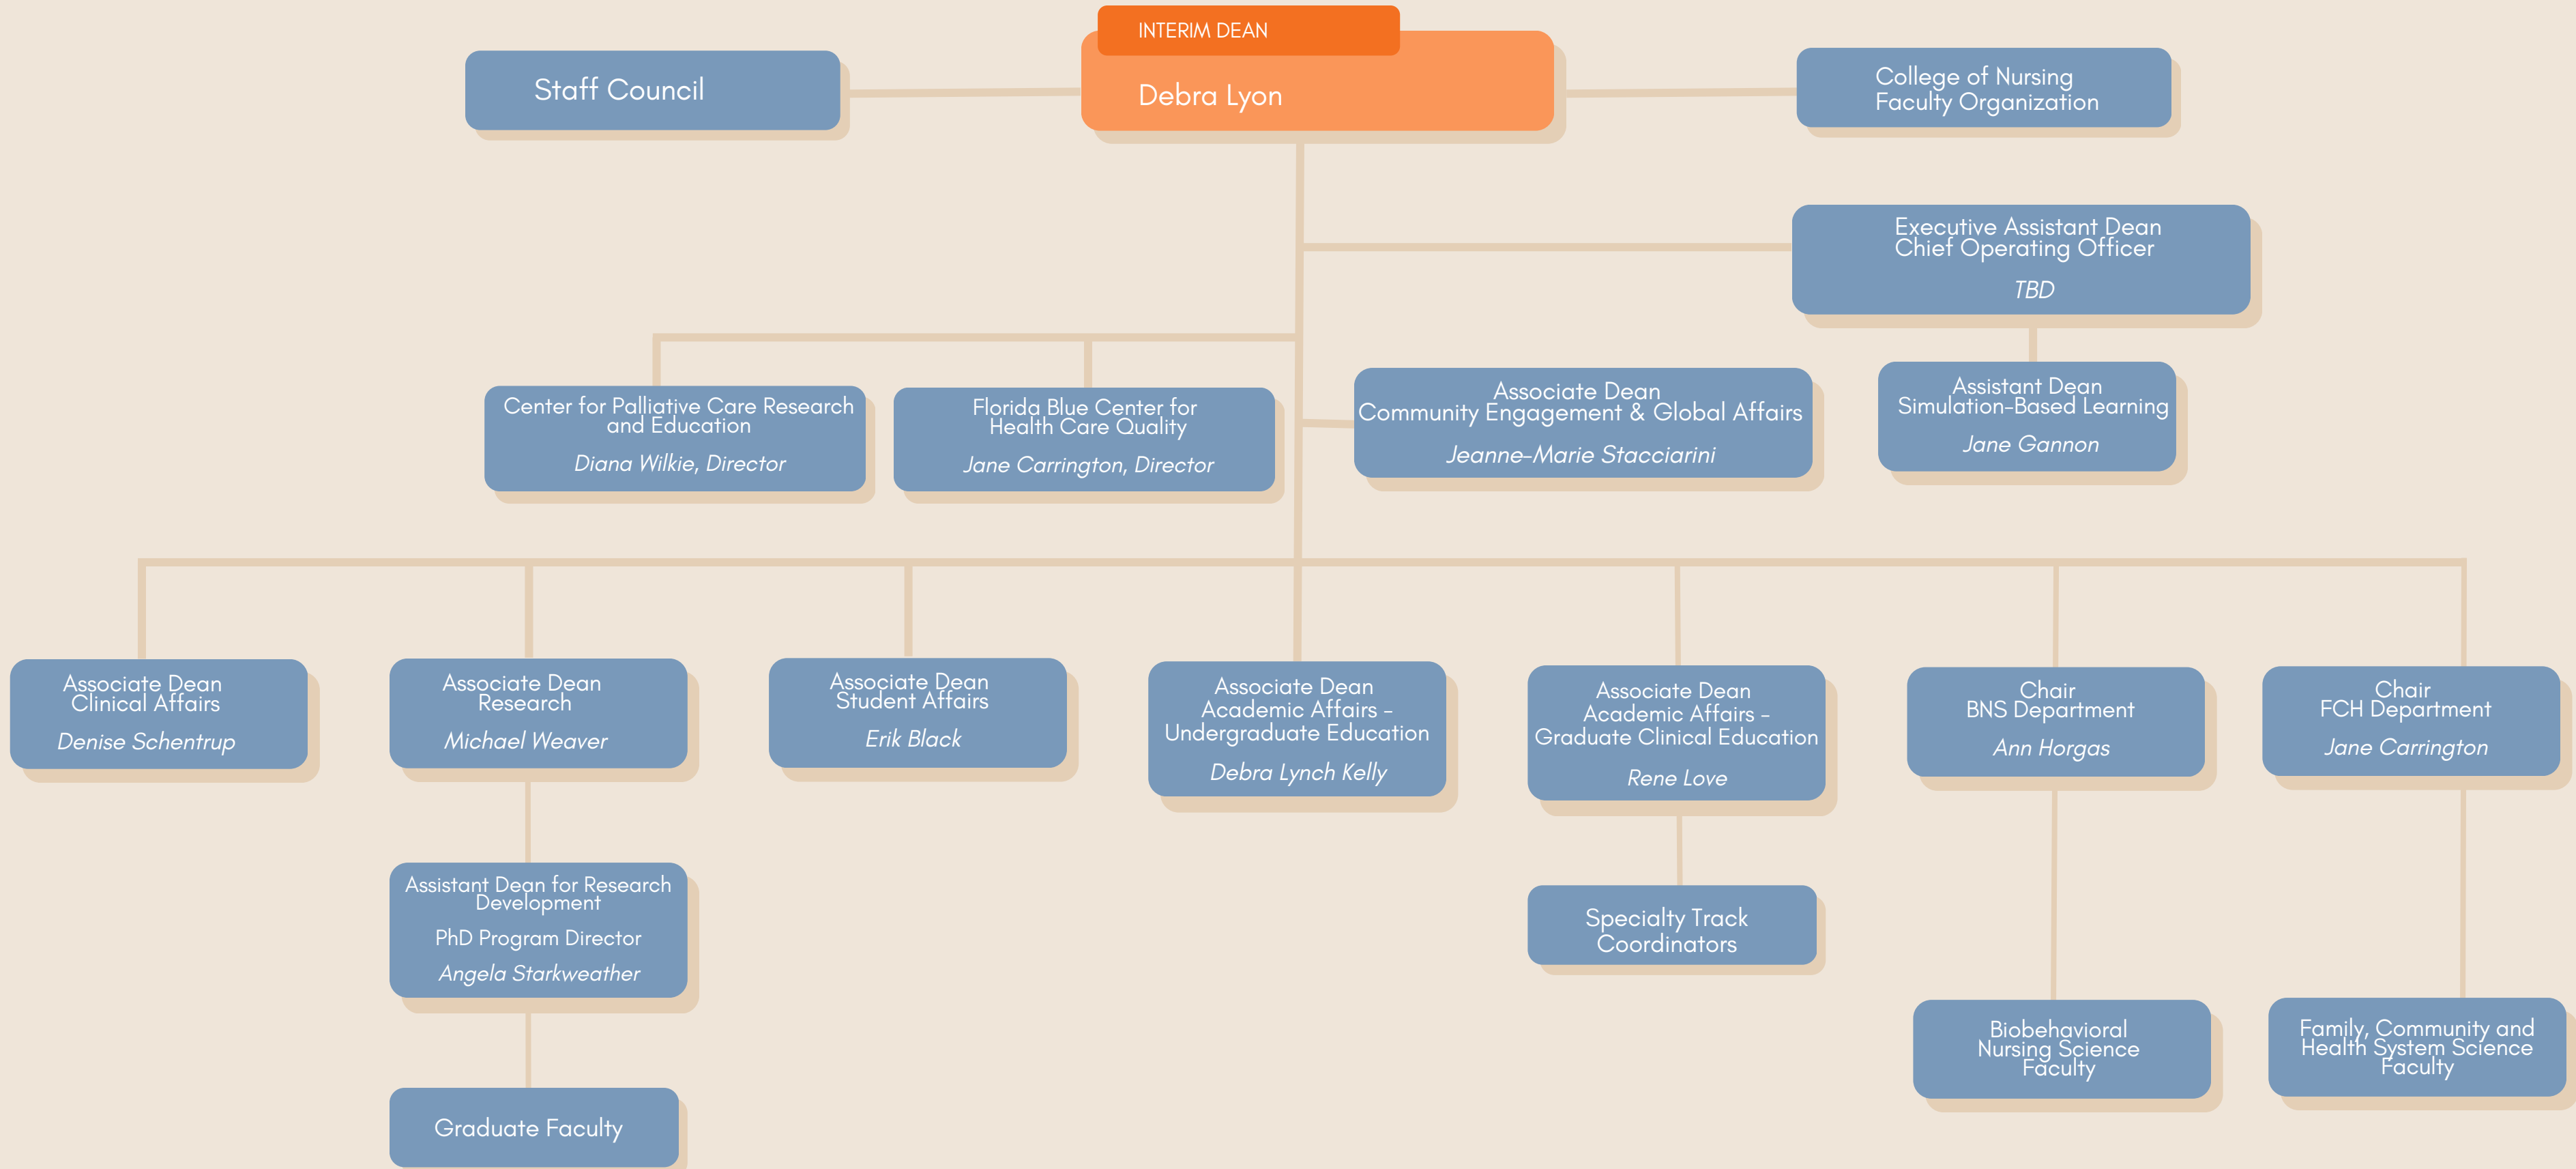 INTERIM DEAN
Debra Lyon
Staff Council
College of Nursing
Faculty Organization
Executive Assistant Dean
Chief Operating Officer
TBD
Center for Palliative Care Research
and Education
Diana Wilkie, Director
Florida Blue Center for
Health Care Quality
Jane Carrington, Director
Associate Dean
Community Engagement & Global Affairs
Jeanne-Marie Stacciarini
Assistant Dean
Simulation-Based Learning
Jane Gannon
Associate Dean
Clinical Affairs
Denise Schentrup
Associate Dean
Research
Michael Weaver
Associate Dean
Student Affairs
Erik Black
Associate Dean
Academic Affairs -
Undergraduate Education
Debra Lynch Kelly
Associate Dean
Academic Affairs -
Graduate Clinical Education
Rene Love
Chair
BNS Department
Ann Horgas
Chair
FCH Department
Jane Carrington
Assistant Dean for Research
Development
PhD Program Director
Angela Starkweather
Specialty Track
Coordinators
Biobehavioral
Nursing Science
Faculty
Family, Community and
Health System Science
Faculty
Graduate Faculty